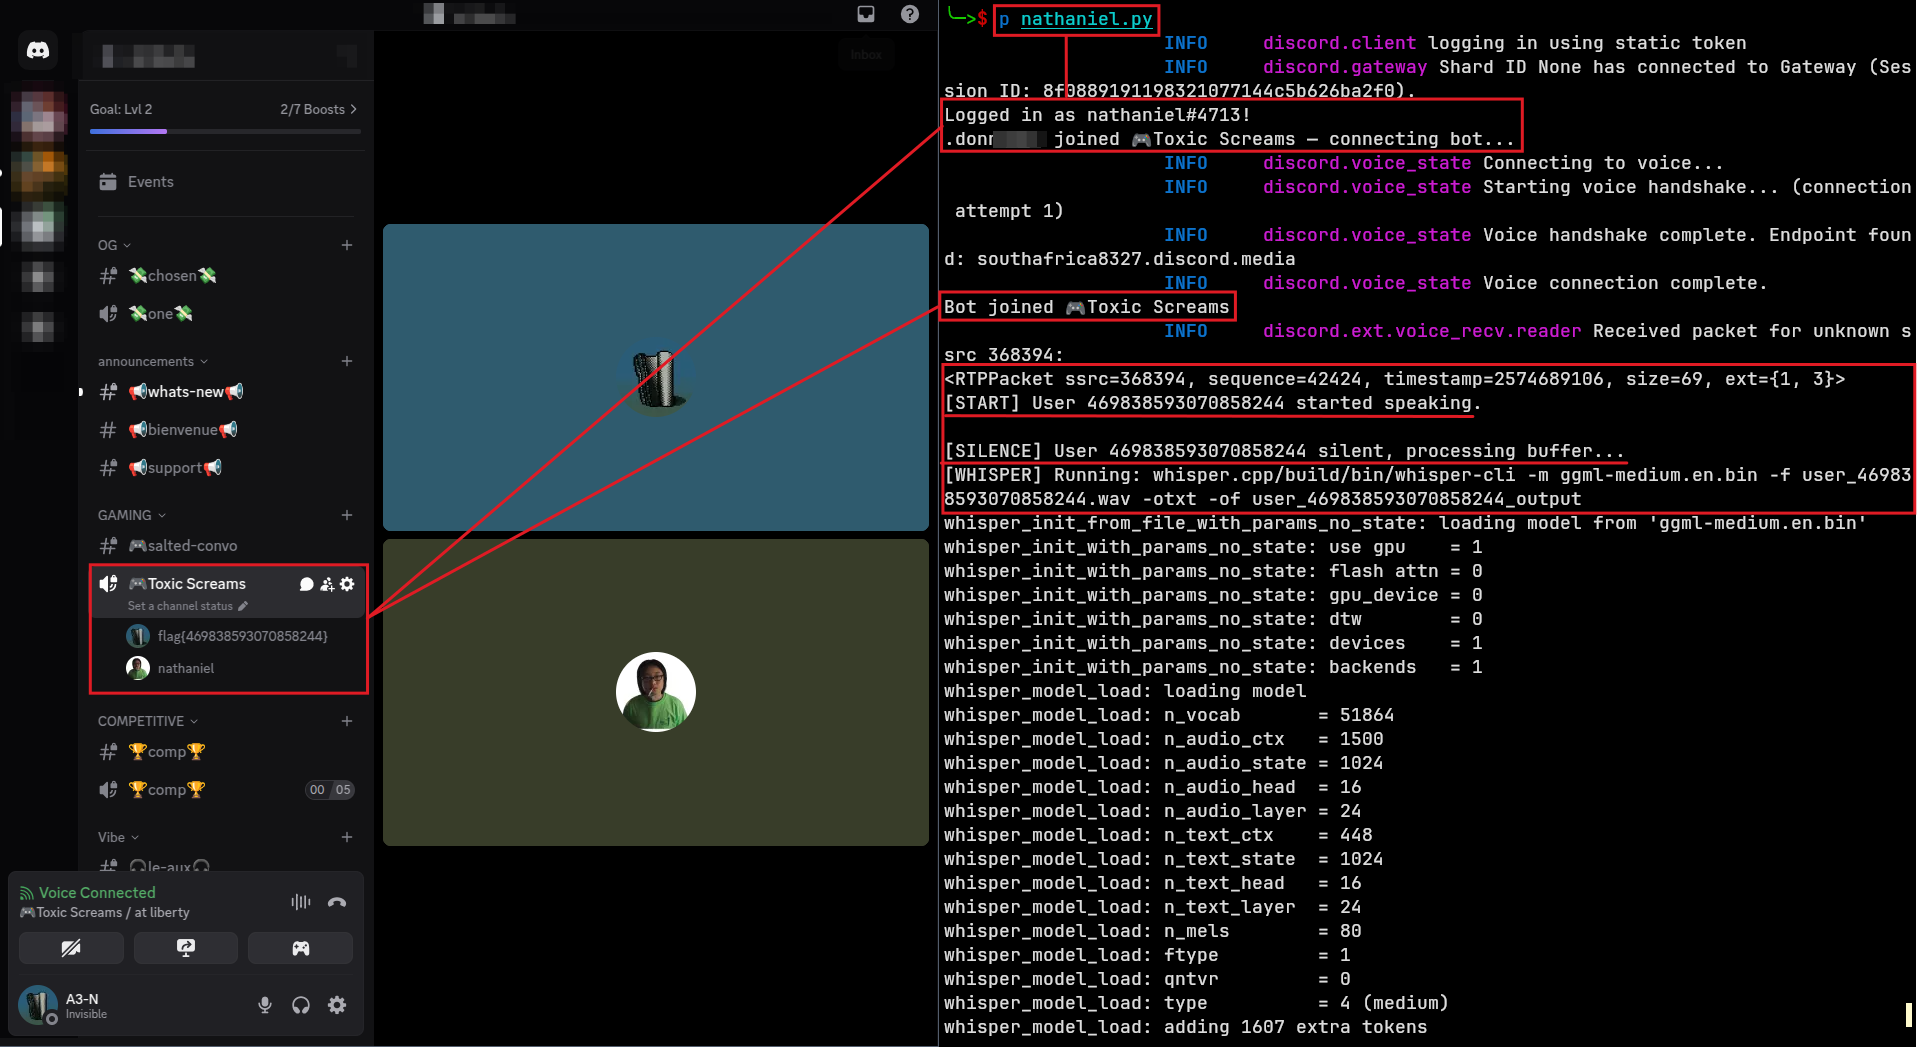 Inbox
Goal: Lvl 2
2/7 Boosts
Events
OG
chosen
one
announcements
whats-new
bienvenue
support
GAMING
salted-convo
Toxic Screams
Set a channel status
flag{469838593070858244}
nathaniel
COMPETITIVE
comp
comp
00 05
Vibe
le-aux
Voice Connected
🎮Toxic Screams / at liberty
A3-N
Invisible
$ p nathaniel.py
INFO discord.client logging in using static token
INFO discord.gateway Shard ID None has connected to Gateway (Ses
sion ID: 8f0889191198321077144c5b626ba2f0).
Logged in as nathaniel#4713!
.don joined 🎮Toxic Screams — connecting bot...
INFO discord.voice_state Connecting to voice...
INFO discord.voice_state Starting voice handshake... (connection
attempt 1)
INFO discord.voice_state Voice handshake complete. Endpoint foun
d: southafrica8327.discord.media
INFO discord.voice_state Voice connection complete.
Bot joined 🎮Toxic Screams
INFO discord.ext.voice_recv.reader Received packet for unknown s
src 368394:
<RTPPacket ssrc=368394, sequence=42424, timestamp=2574689106, size=69, ext={1, 3}>
[START] User 469838593070858244 started speaking.
[SILENCE] User 469838593070858244 silent, processing buffer...
[WHISPER] Running: whisper.cpp/build/bin/whisper-cli -m ggml-medium.en.bin -f user_46983
8593070858244.wav -otxt -of user_469838593070858244_output
whisper_init_from_file_with_params_no_state: loading model from 'ggml-medium.en.bin'
whisper_init_with_params_no_state: use gpu = 1
whisper_init_with_params_no_state: flash attn = 0
whisper_init_with_params_no_state: gpu_device = 0
whisper_init_with_params_no_state: dtw = 0
whisper_init_with_params_no_state: devices = 1
whisper_init_with_params_no_state: backends = 1
whisper_model_load: loading model
whisper_model_load: n_vocab = 51864
whisper_model_load: n_audio_ctx = 1500
whisper_model_load: n_audio_state = 1024
whisper_model_load: n_audio_head = 16
whisper_model_load: n_audio_layer = 24
whisper_model_load: n_text_ctx = 448
whisper_model_load: n_text_state = 1024
whisper_model_load: n_text_head = 16
whisper_model_load: n_text_layer = 24
whisper_model_load: n_mels = 80
whisper_model_load: ftype = 1
whisper_model_load: qntvr = 0
whisper_model_load: type = 4 (medium)
whisper_model_load: adding 1607 extra tokens